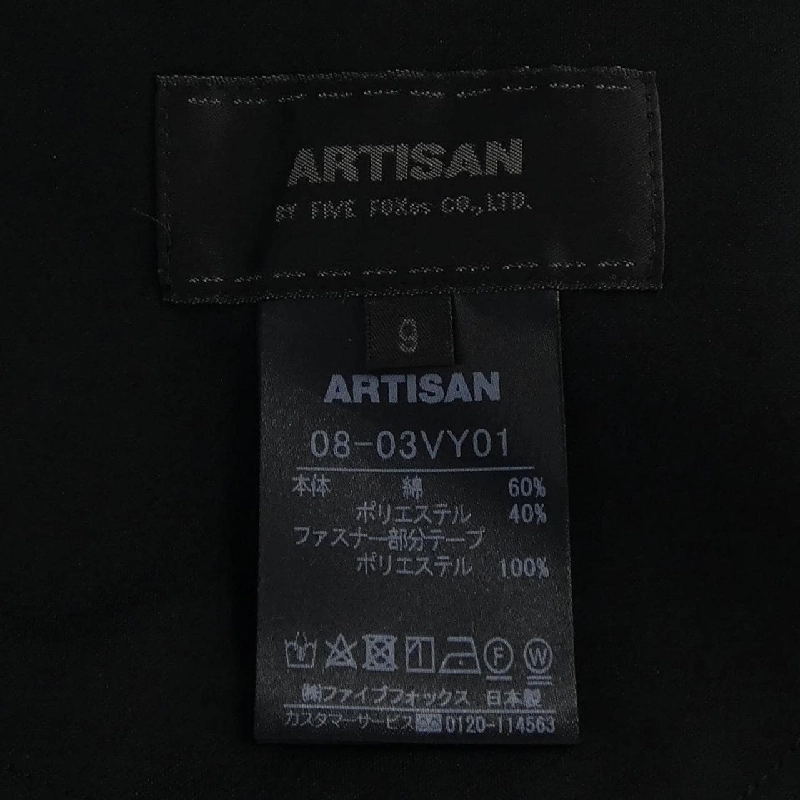 ARTISAN
BY FIVE FOXes CO.,LTD.
9
ARTISAN
08-03VY01
本体 綿 60%
ポリエステル 40%
ファスナー部分テープ
ポリエステル 100%
F W
㈱ファイブフォックス 日本製
カスタマーサービス 0120-114563